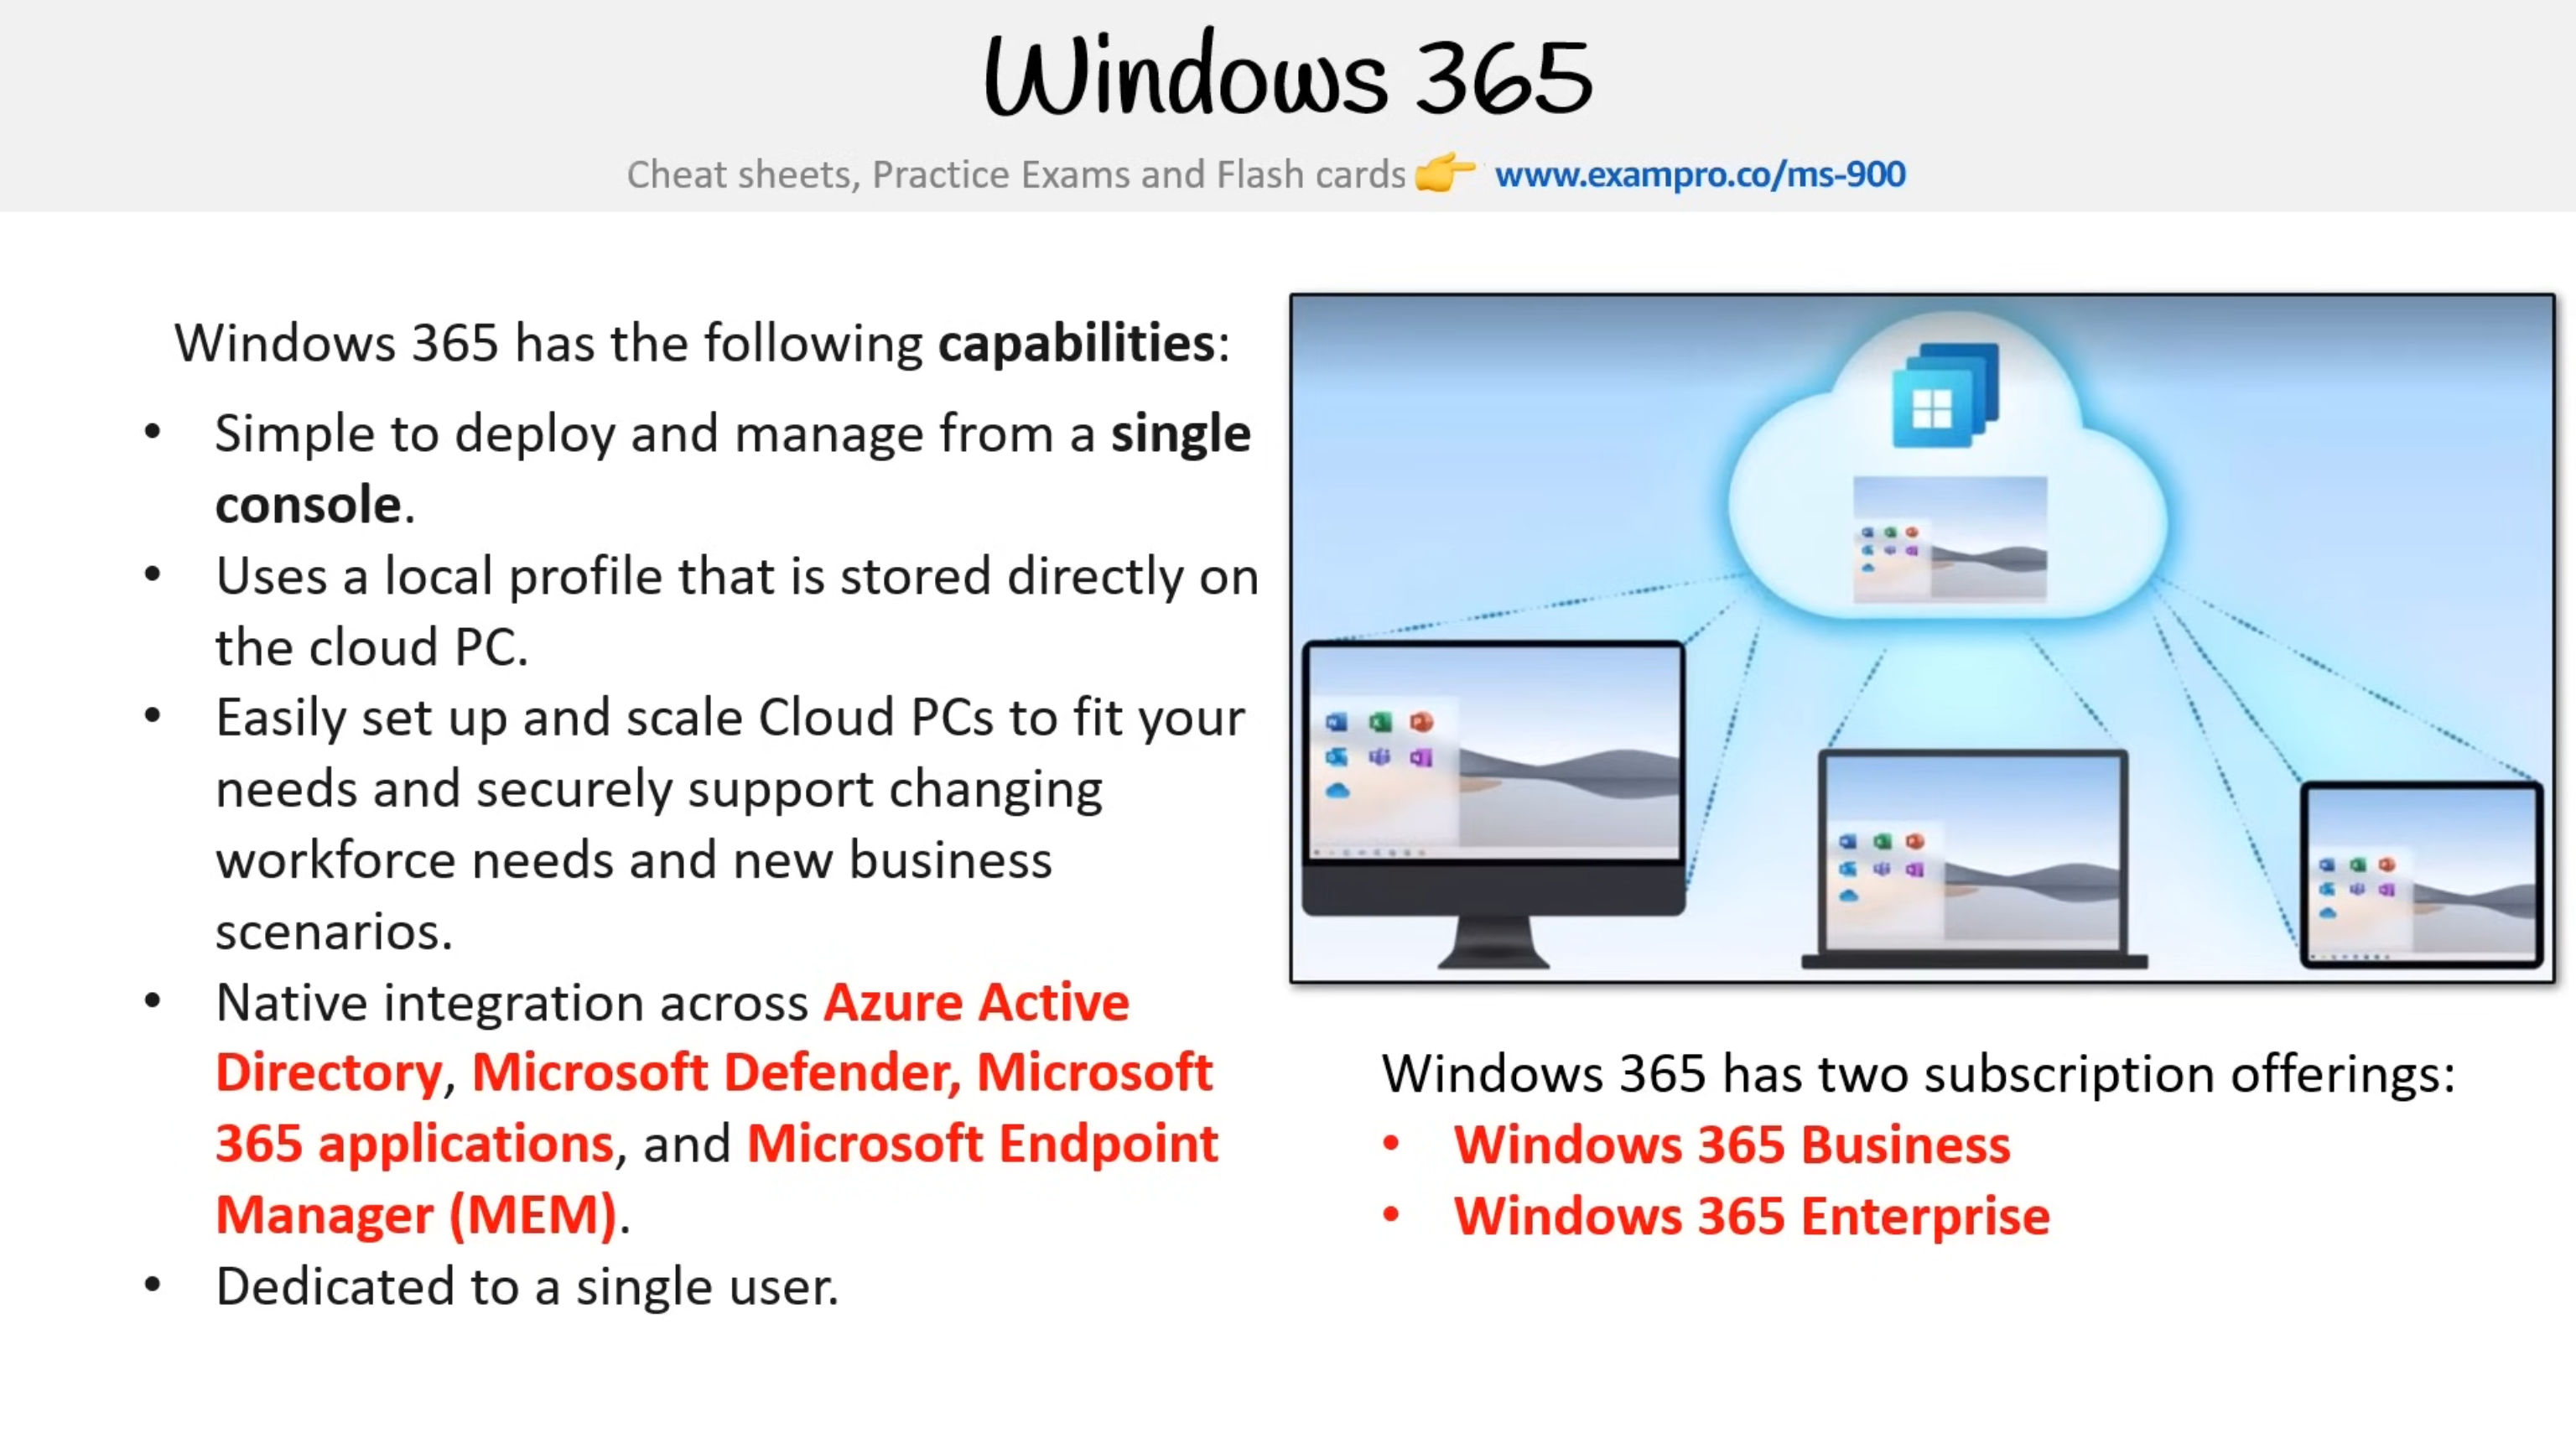 Windows 365
Cheat sheets, Practice Exams and Flash cards 👉 www.exampro.co/ms-900
Windows 365 has the following capabilities:
• Simple to deploy and manage from a single
console.
• Uses a local profile that is stored directly on
the cloud PC.
• Easily set up and scale Cloud PCs to fit your
needs and securely support changing
workforce needs and new business
scenarios.
• Native integration across Azure Active
Directory, Microsoft Defender, Microsoft
365 applications, and Microsoft Endpoint
Manager (MEM).
• Dedicated to a single user.
Windows 365 has two subscription offerings:
• Windows 365 Business
• Windows 365 Enterprise